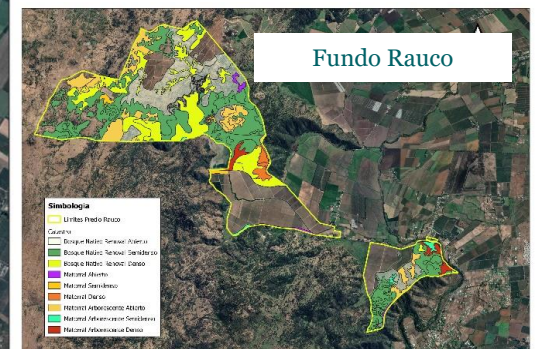 Fundo Rauco
Simbología
Límites Predio Rauco
Catastro
Bosque Nativo Renoval Abierto
Bosque Nativo Renoval Semidenso
Bosque Nativo Renoval Denso
Matorral Abierto
Matorral Semidenso
Matorral Denso
Matorral Arborescente Abierto
Matorral Arborescente Semidenso
Matorral Arborescente Denso